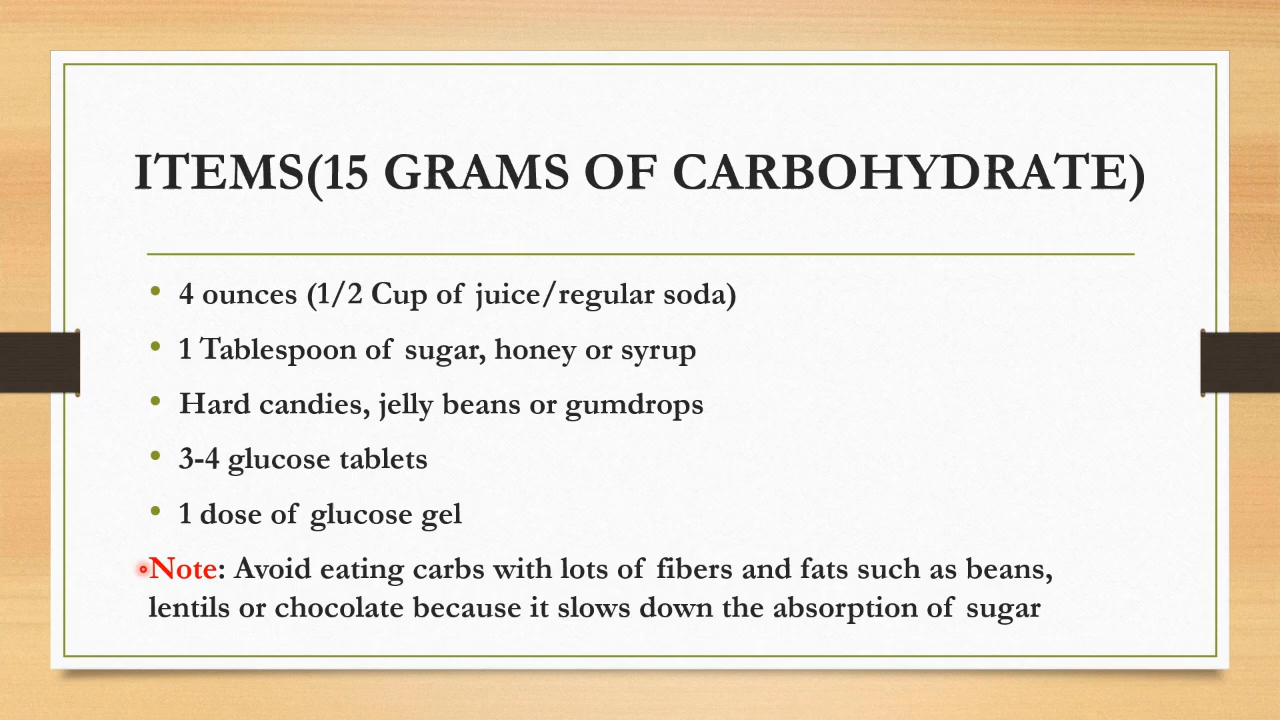 ITEMS(15 GRAMS OF CARBOHYDRATE)
• 4 ounces (1/2 Cup of juice/regular soda)
• 1 Tablespoon of sugar, honey or syrup
• Hard candies, jelly beans or gumdrops
• 3-4 glucose tablets
• 1 dose of glucose gel
Note: Avoid eating carbs with lots of fibers and fats such as beans,
lentils or chocolate because it slows down the absorption of sugar